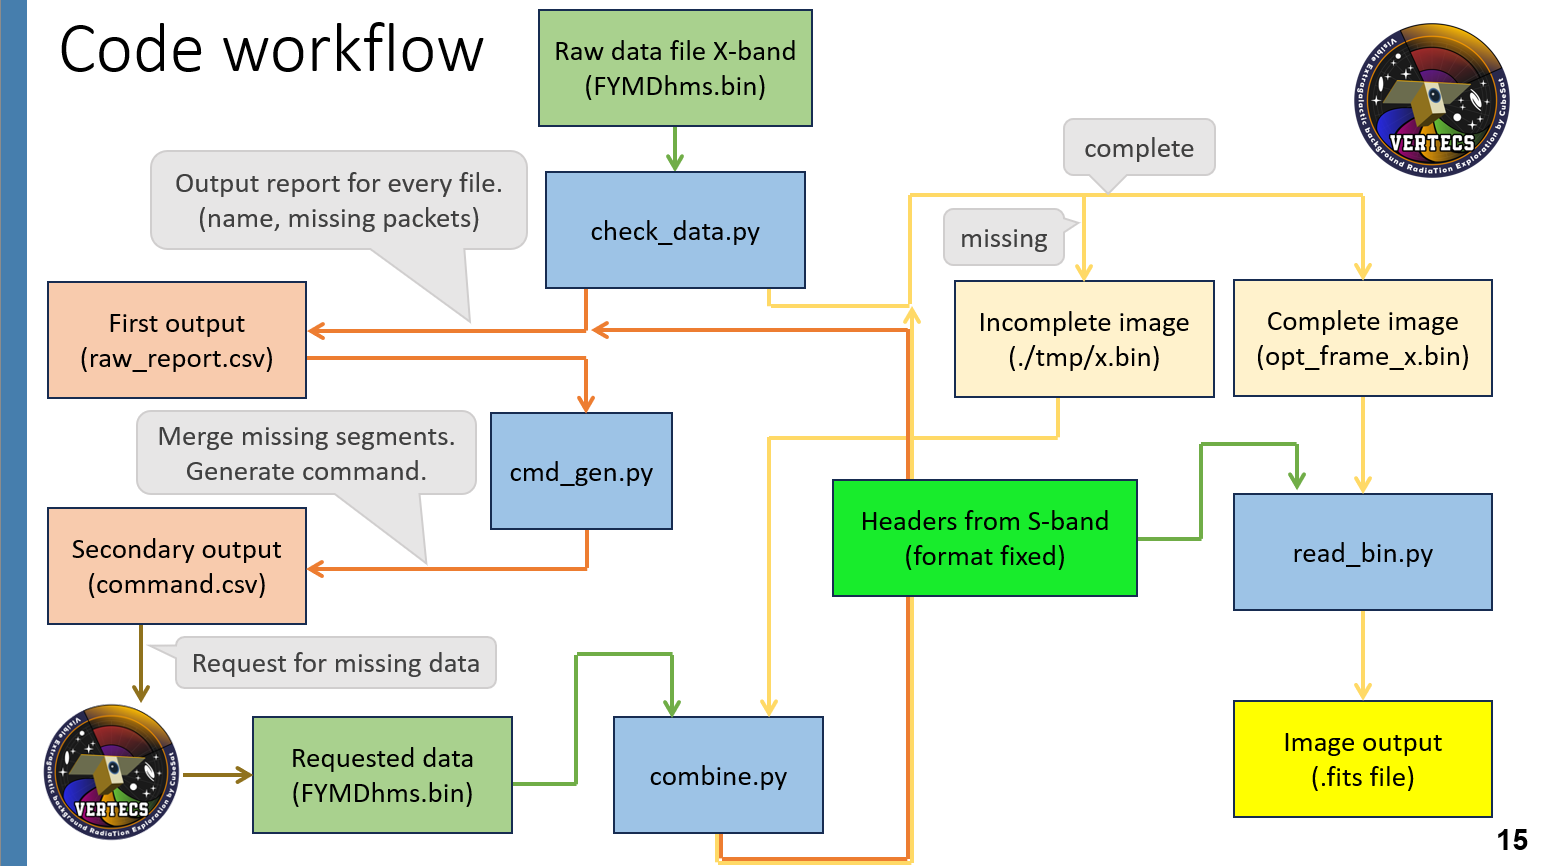 Code workflow
Raw data file X-band
(FYMDhms.bin)
Visible Extragalactic background RadiaTion Exploration by CubeSat
VERTECS
complete
Output report for every file.
(name, missing packets)
check_data.py
missing
First output
(raw_report.csv)
Incomplete image
(./tmp/x.bin)
Complete image
(opt_frame_x.bin)
Merge missing segments.
Generate command.
cmd_gen.py
Headers from S-band
(format fixed)
read_bin.py
Secondary output
(command.csv)
Request for missing data
Visible Extragalactic background RadiaTion Exploration by CubeSat
VERTECS
Requested data
(FYMDhms.bin)
combine.py
Image output
(.fits file)
15